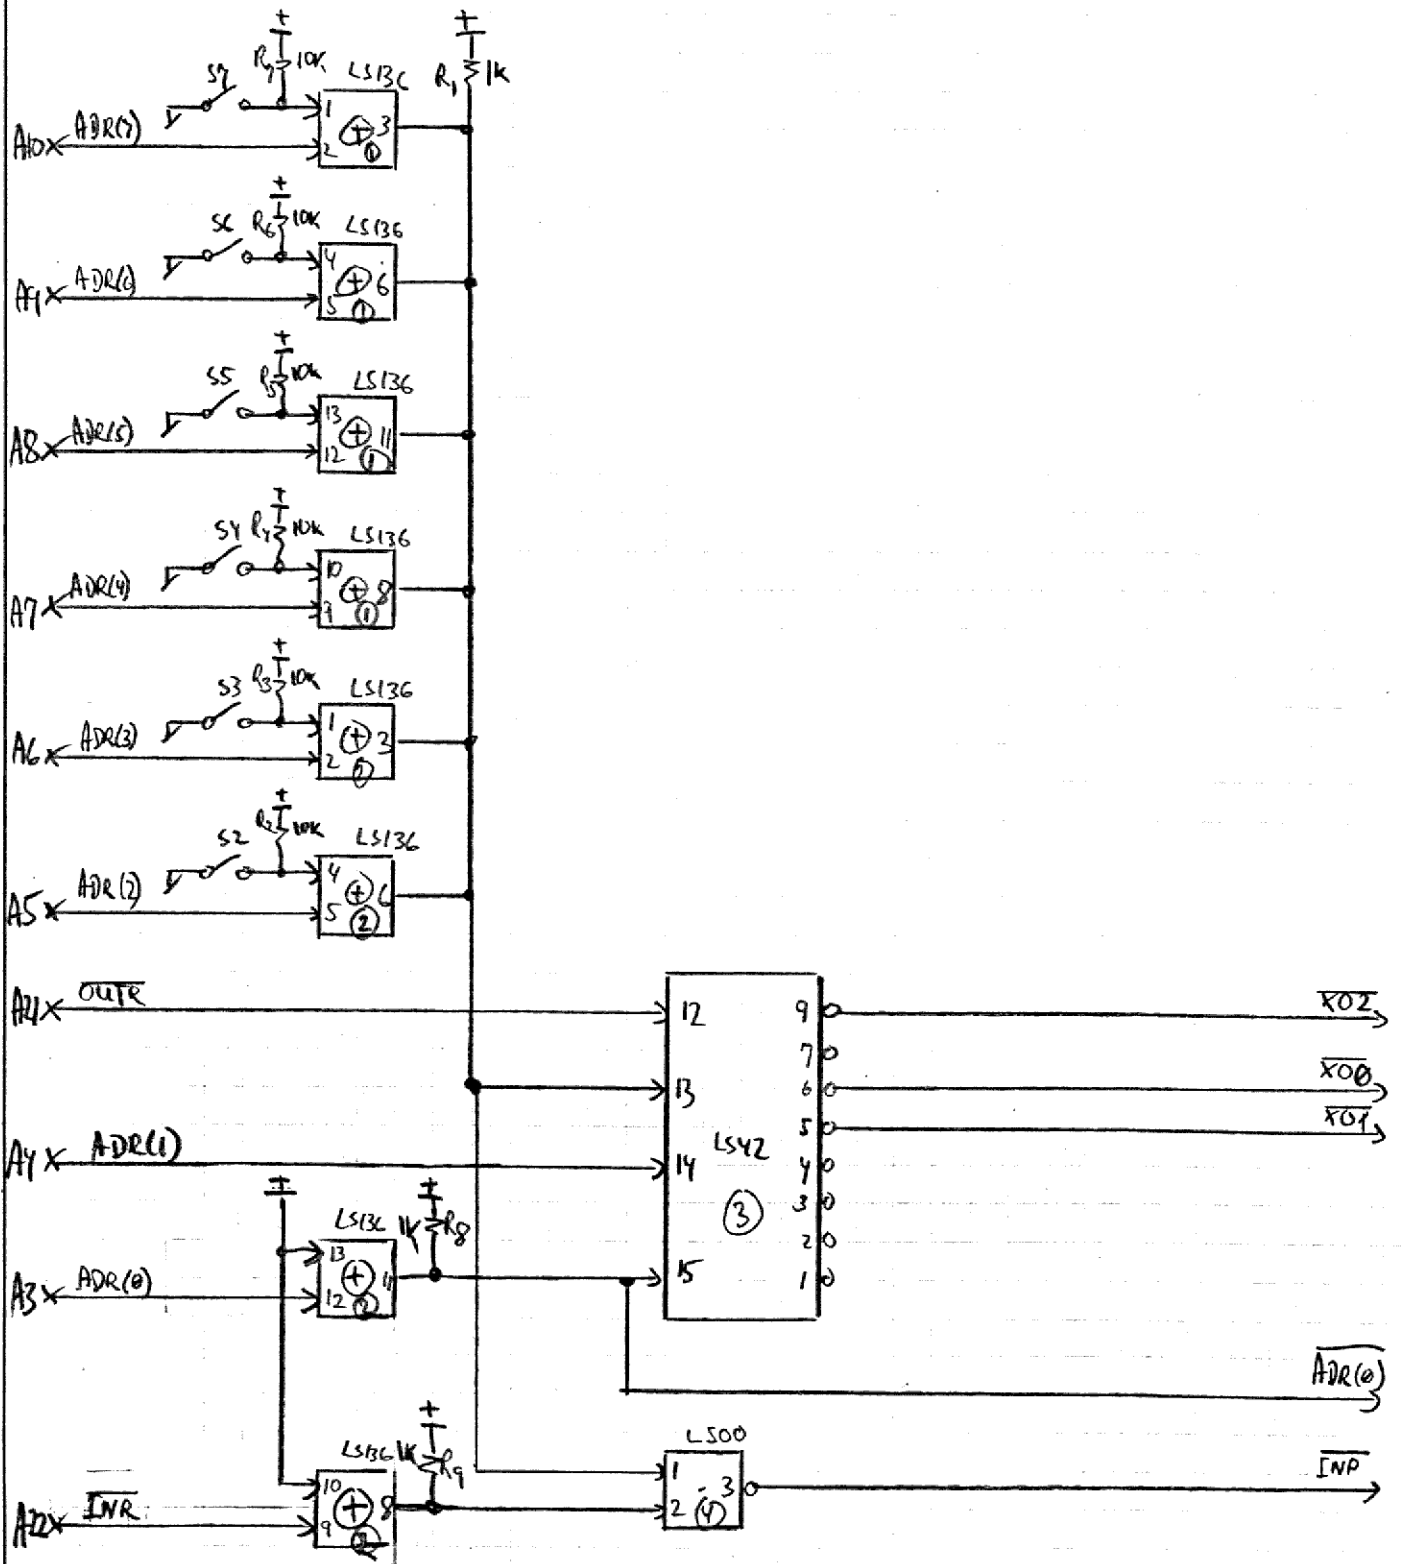 + +
R7 10K LS136 R1 1K
S7
A10 ADR(7) 1 2 + 3 1
+
S6 R6 10K LS136
A9 ADR(6) 4 5 + 6 1
+
S5 R5 10K LS136
A8 ADR(5) 13 12 + 11 1
+
S4 R4 10K LS136
A7 ADR(4) 10 9 + 8 1
+
S3 R3 10K LS136
A6 ADR(3) 1 2 + 3 2
+
S2 R2 10K LS136
A5 ADR(2) 4 5 + 6 2
A21 OUTR 12 9 XO2
7
13 6 XO0
5 XO1
LS42
A4 ADR(1) 14 4
3 3
+ +
LS136 1K R8 2
A3 ADR(0) 13 12 + 11 2 15 1
ADR(0)
+ LS00
LS136 1K R9
10 9 + 8 2 1 2 3 4 INP
A22 INR